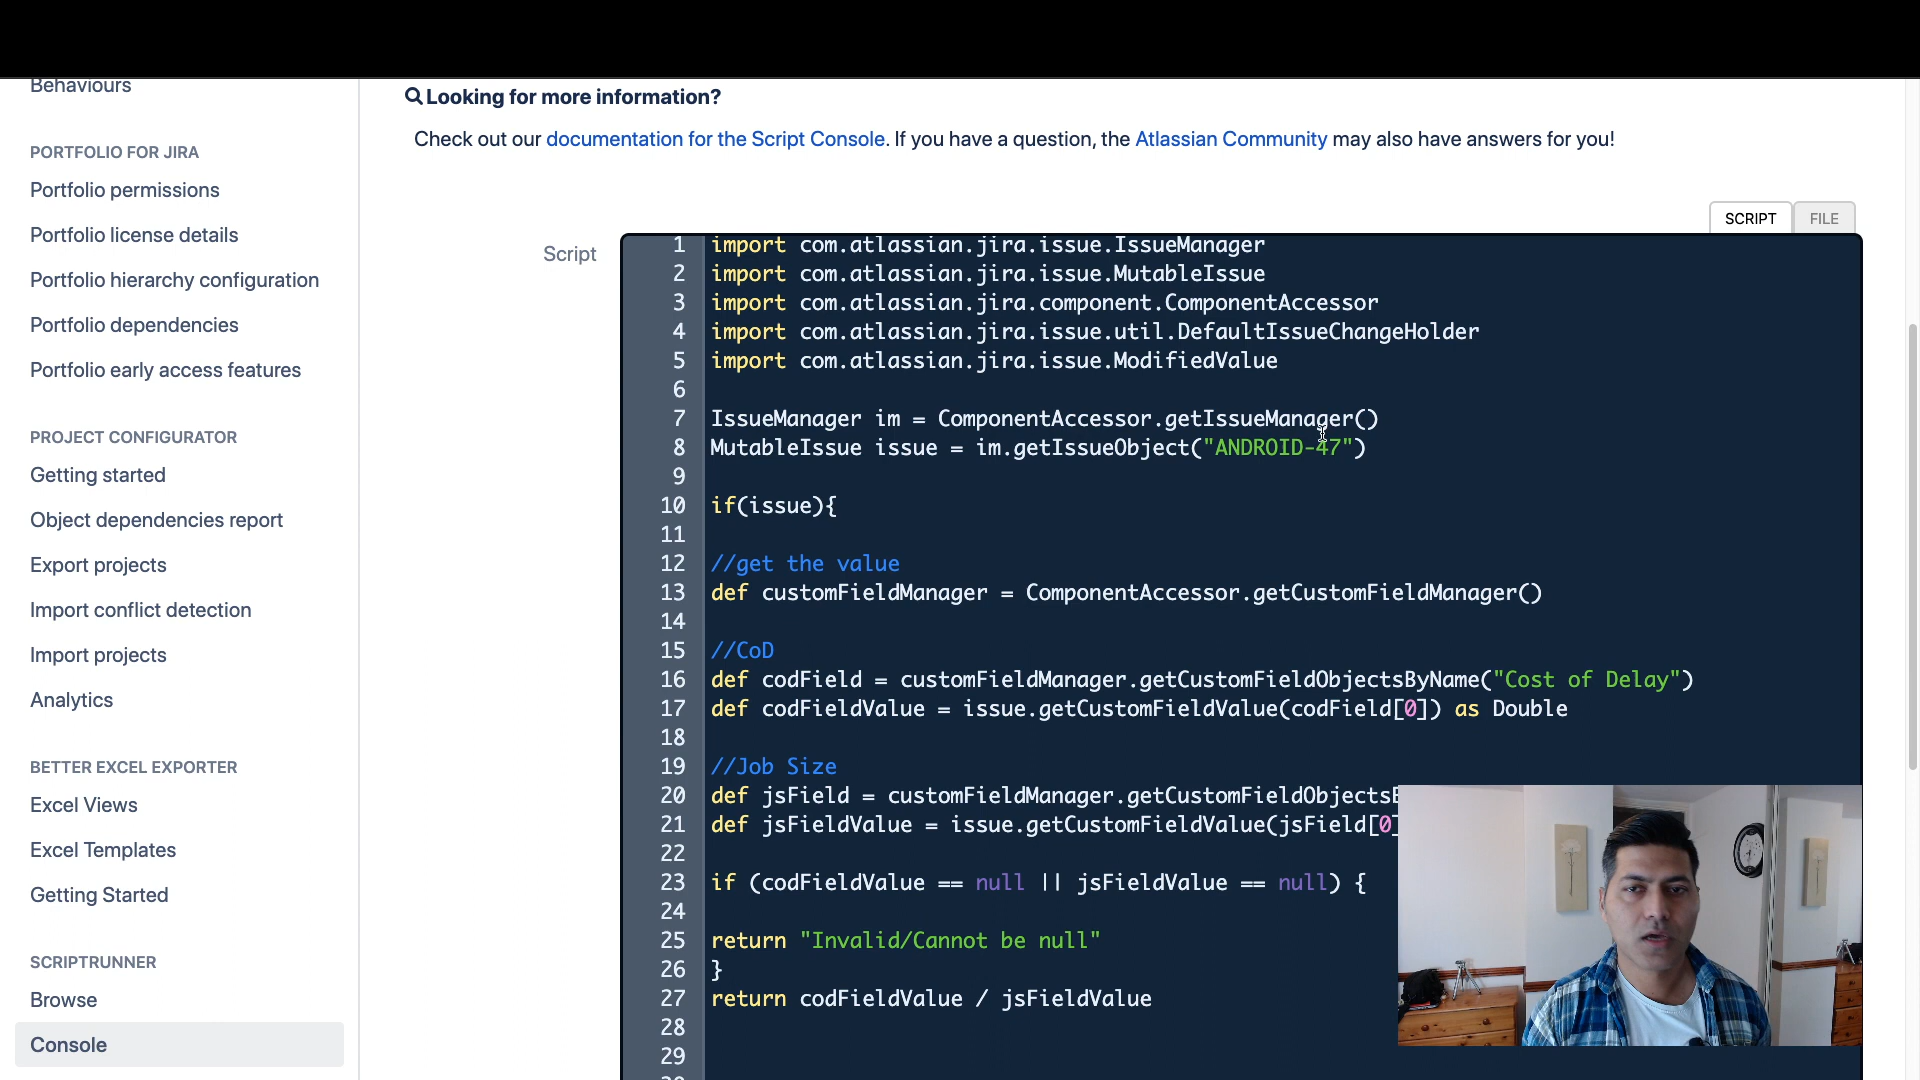 Behaviours
PORTFOLIO FOR JIRA
Portfolio permissions
Portfolio license details
Portfolio hierarchy configuration
Portfolio dependencies
Portfolio early access features
PROJECT CONFIGURATOR
Getting started
Object dependencies report
Export projects
Import conflict detection
Import projects
Analytics
BETTER EXCEL EXPORTER
Excel Views
Excel Templates
Getting Started
SCRIPTRUNNER
Browse
Console
Looking for more information?
Check out our documentation for the Script Console. If you have a question, the Atlassian Community may also have answers for you!
SCRIPT FILE
Script
1 import com.atlassian.jira.issue.IssueManager
2 import com.atlassian.jira.issue.MutableIssue
3 import com.atlassian.jira.component.ComponentAccessor
4 import com.atlassian.jira.issue.util.DefaultIssueChangeHolder
5 import com.atlassian.jira.issue.ModifiedValue
6
7 IssueManager im = ComponentAccessor.getIssueManager()
8 MutableIssue issue = im.getIssueObject("ANDROID-47")
9
10 if(issue){
11
12 //get the value
13 def customFieldManager = ComponentAccessor.getCustomFieldManager()
14
15 //CoD
16 def codField = customFieldManager.getCustomFieldObjectsByName("Cost of Delay")
17 def codFieldValue = issue.getCustomFieldValue(codField[0]) as Double
18
19 //Job Size
20 def jsField = customFieldManager.getCustomFieldObjects
21 def jsFieldValue = issue.getCustomFieldValue(jsField[0]
22
23 if (codFieldValue == null || jsFieldValue == null) {
24
25 return "Invalid/Cannot be null"
26 }
27 return codFieldValue / jsFieldValue
28
29